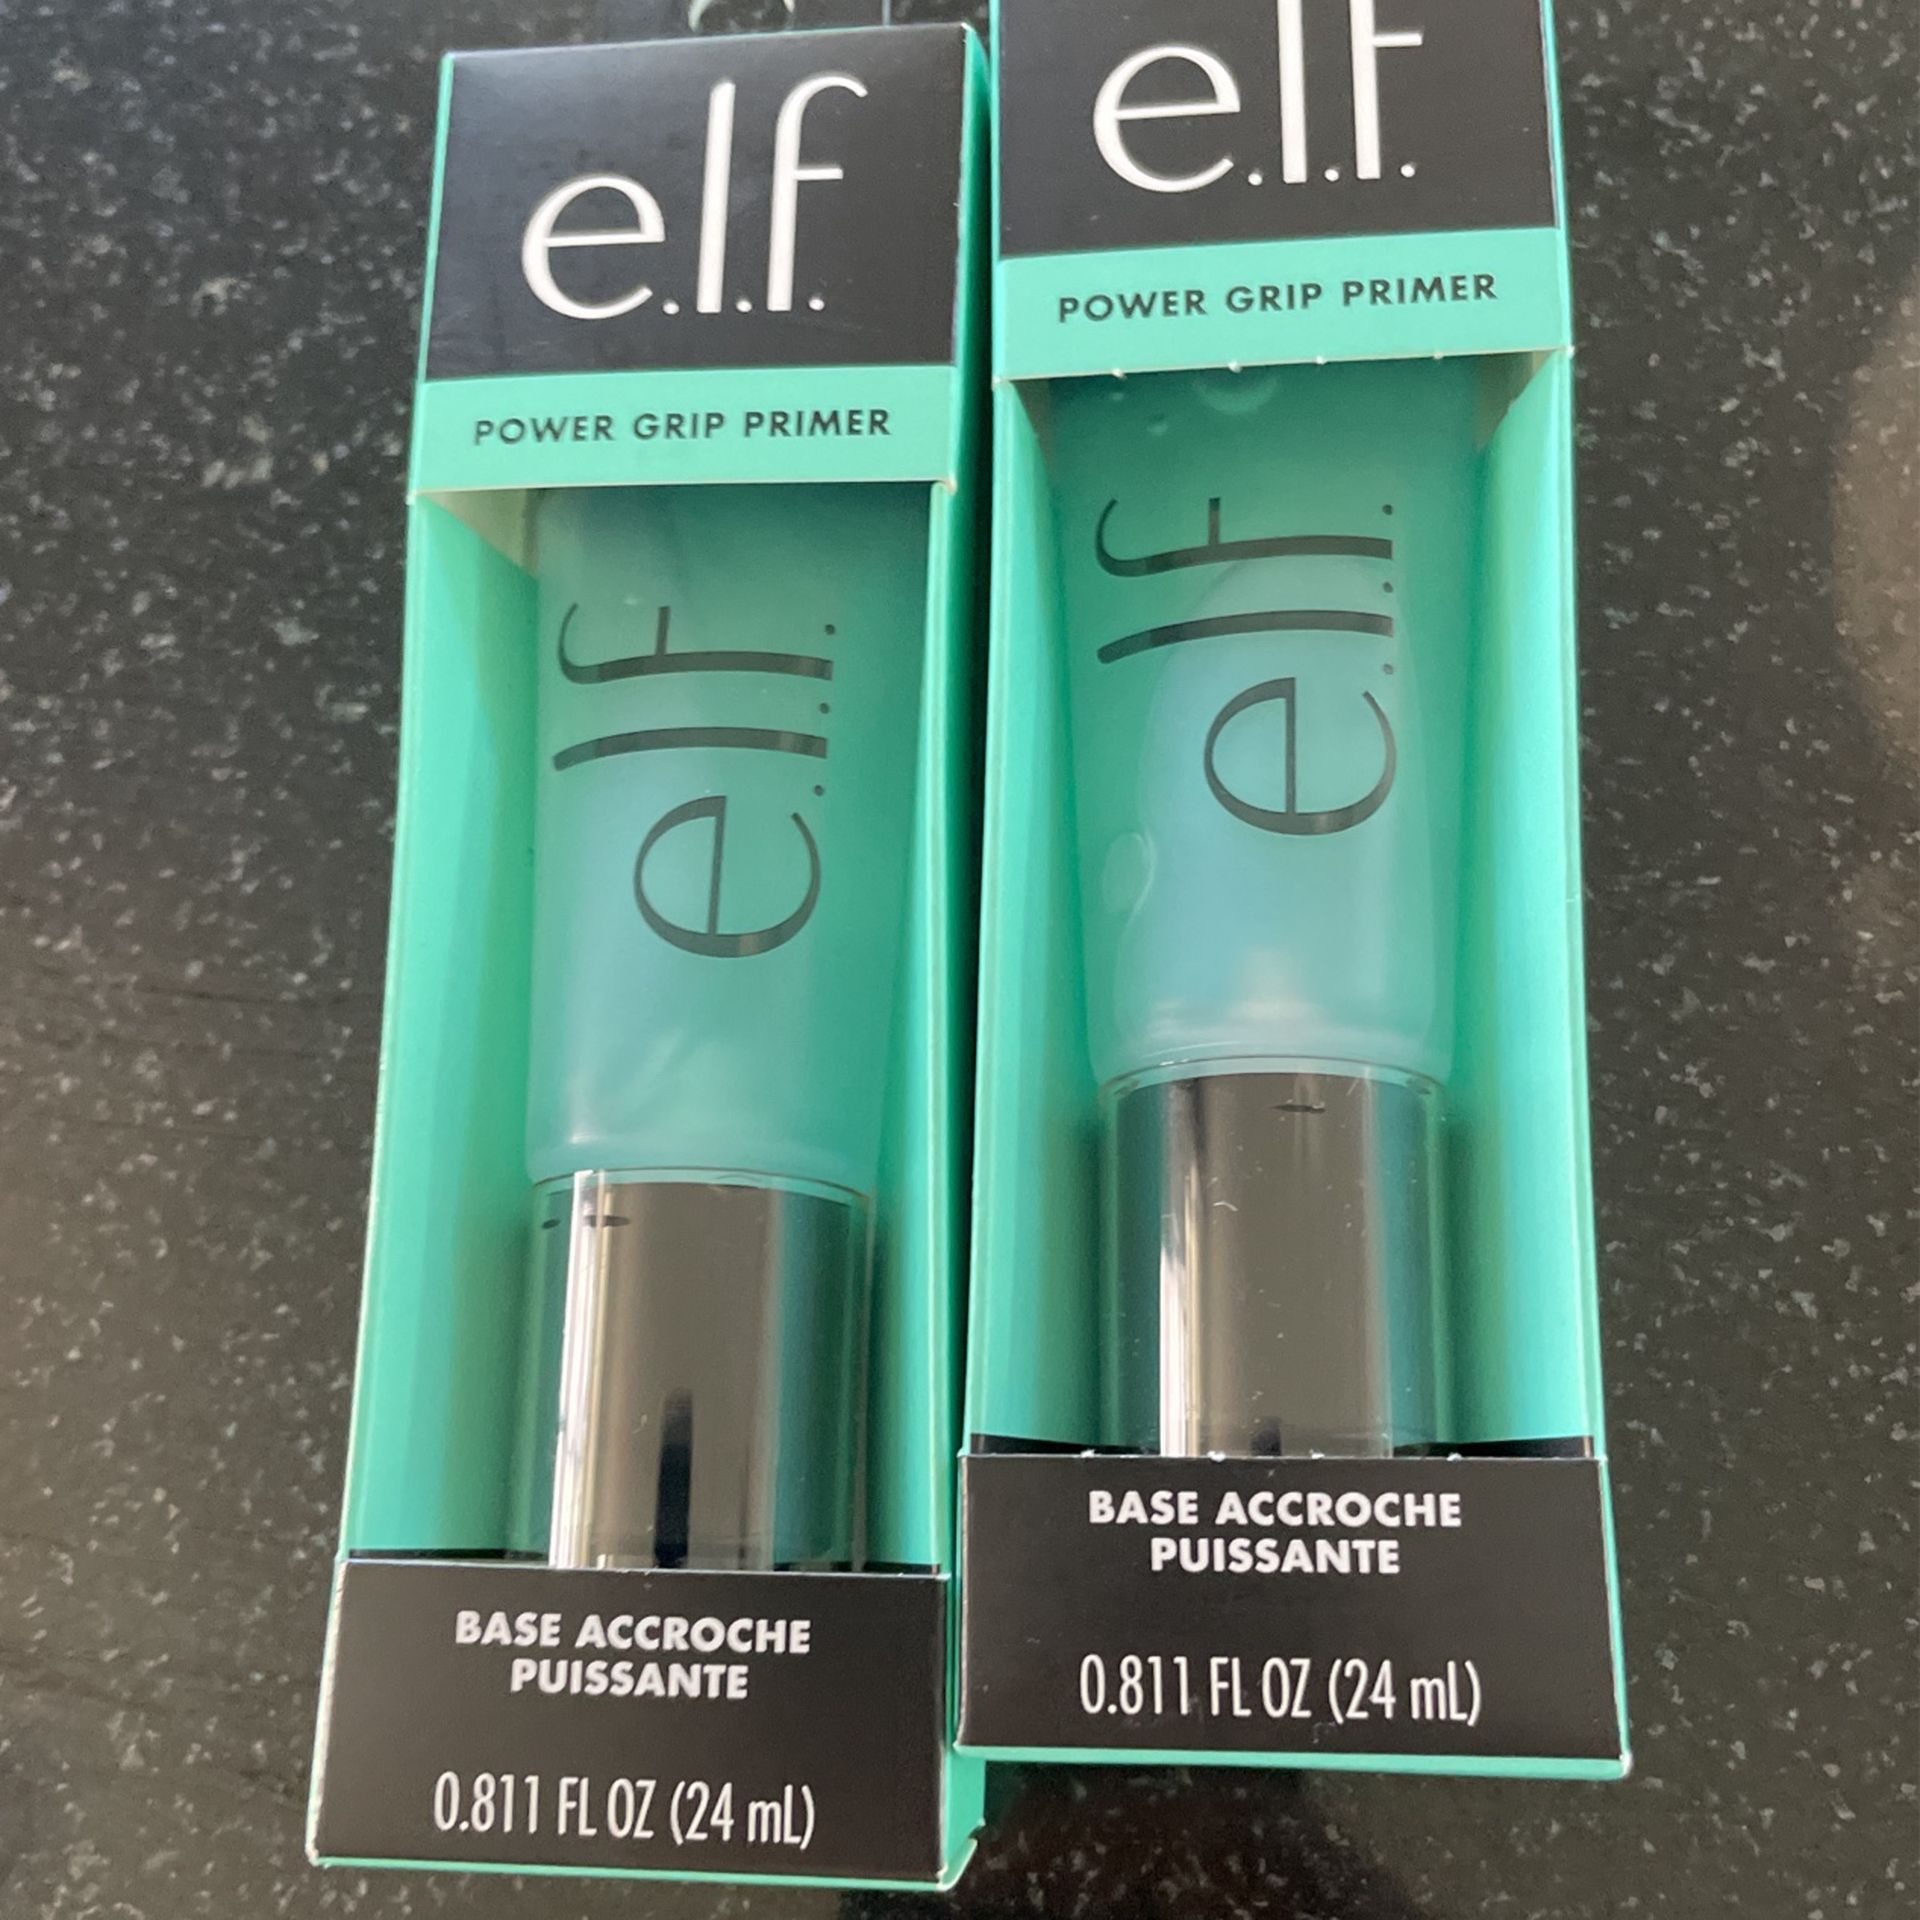 e.l.f.
POWER GRIP PRIMER
e.l.f.
BASE ACCROCHE
PUISSANTE
0.811 FL OZ (24 mL)
e.l.f.
POWER GRIP PRIMER
e.l.f.
BASE ACCROCHE
PUISSANTE
0.811 FL OZ (24 mL)